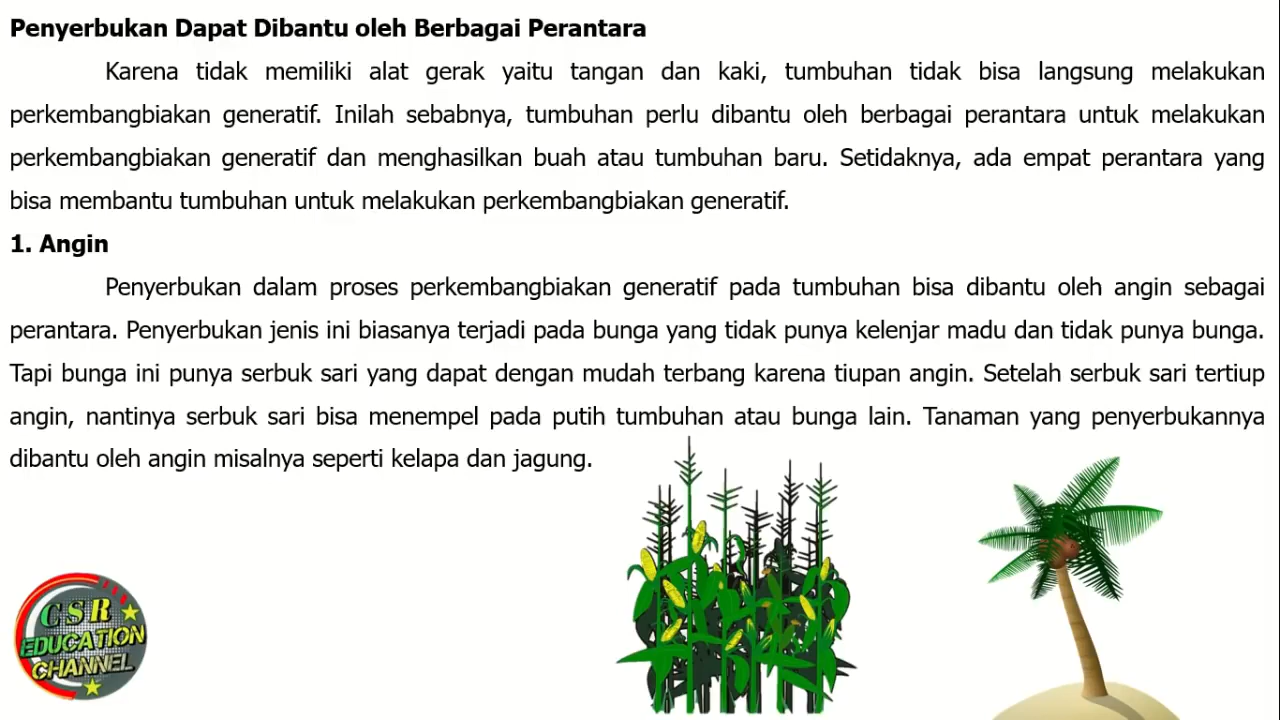 Penyerbukan Dapat Dibantu oleh Berbagai Perantara
Karena tidak memiliki alat gerak yaitu tangan dan kaki, tumbuhan tidak bisa langsung melakukan
perkembangbiakan generatif. Inilah sebabnya, tumbuhan perlu dibantu oleh berbagai perantara untuk melakukan
perkembangbiakan generatif dan menghasilkan buah atau tumbuhan baru. Setidaknya, ada empat perantara yang
bisa membantu tumbuhan untuk melakukan perkembangbiakan generatif.
1. Angin
Penyerbukan dalam proses perkembangbiakan generatif pada tumbuhan bisa dibantu oleh angin sebagai
perantara. Penyerbukan jenis ini biasanya terjadi pada bunga yang tidak punya kelenjar madu dan tidak punya bunga.
Tapi bunga ini punya serbuk sari yang dapat dengan mudah terbang karena tiupan angin. Setelah serbuk sari tertiup
angin, nantinya serbuk sari bisa menempel pada putih tumbuhan atau bunga lain. Tanaman yang penyerbukannya
dibantu oleh angin misalnya seperti kelapa dan jagung.
CSR
EDUCATION
CHANNEL